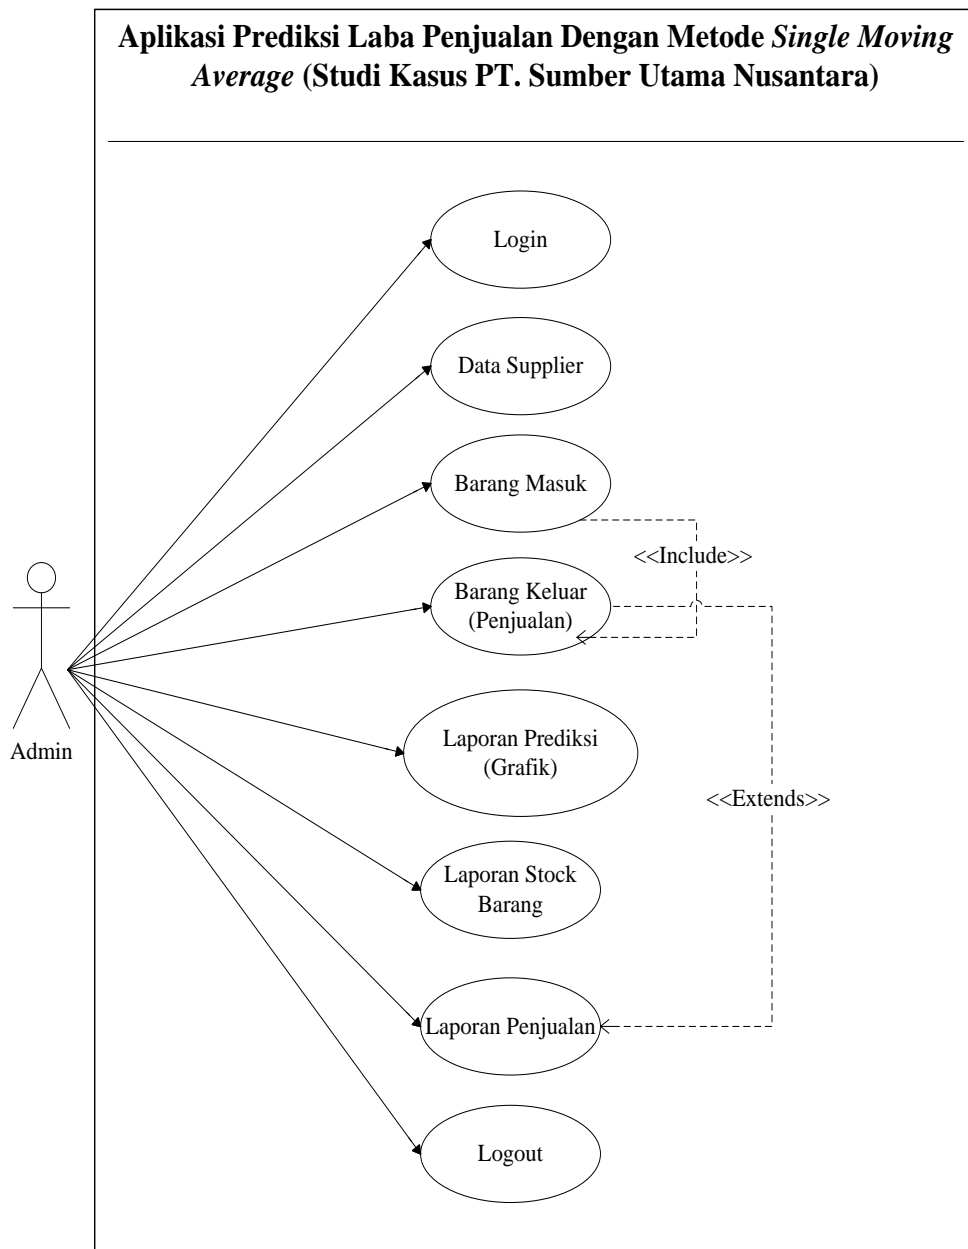 Aplikasi Prediksi Laba Penjualan Dengan Metode Single Moving
Average (Studi Kasus PT. Sumber Utama Nusantara)
Login
Data Supplier
Barang Masuk
<<Include>>
Barang Keluar
(Penjualan)
Laporan Prediksi
(Grafik)
Admin
<<Extends>>
Laporan Stock
Barang
Laporan Penjualan
Logout